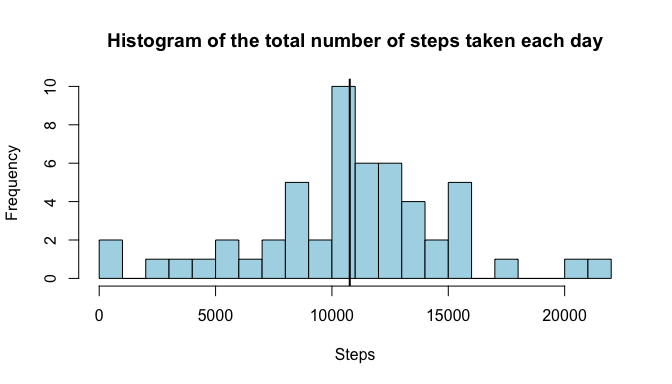 Histogram of the total number of steps taken each day
Frequency
10
8
6
4
2
0
0 5000 10000 15000 20000
Steps